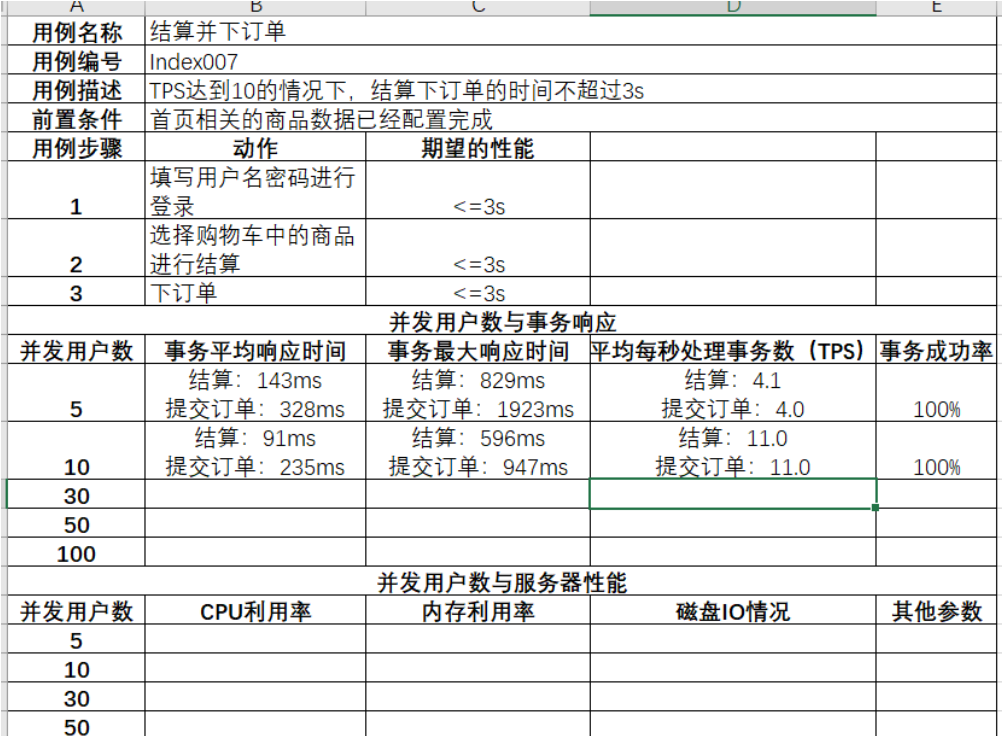 A B C D E
用例名称 结算并下订单
用例编号 Index007
用例描述 TPS达到10的情况下，结算下订单的时间不超过3s
前置条件 首页相关的商品数据已经配置完成
用例步骤 动作 期望的性能
填写用户名密码进行
1 登录 <=3s
选择购物车中的商品
2 进行结算 <=3s
3 下订单 <=3s
并发用户数与事务响应
并发用户数 事务平均响应时间 事务最大响应时间 平均每秒处理事务数（TPS） 事务成功率
结算：143ms 结算：829ms 结算：4.1
5 提交订单：328ms 提交订单：1923ms 提交订单：4.0 100%
结算：91ms 结算：596ms 结算：11.0
10 提交订单：235ms 提交订单：947ms 提交订单：11.0 100%
30
50
100
并发用户数与服务器性能
并发用户数 CPU利用率 内存利用率 磁盘IO情况 其他参数
5
10
30
50